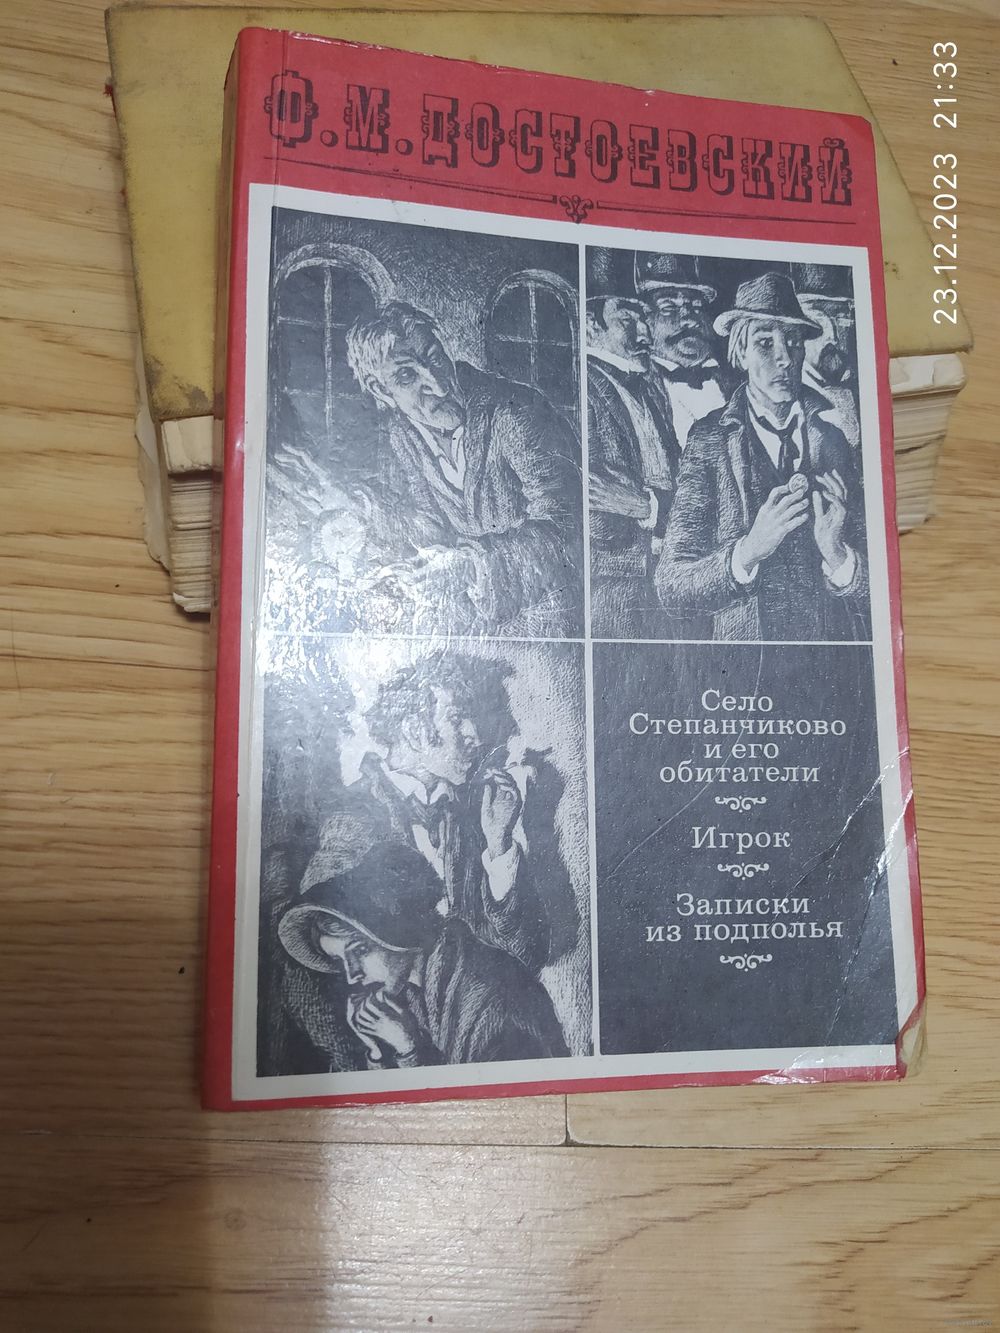 Ф.М.ДОСТОЕВСКИЙ
Село
Степанчиково
и его
обитатели
Игрок
Записки
из подполья
23.12.2023 21:33